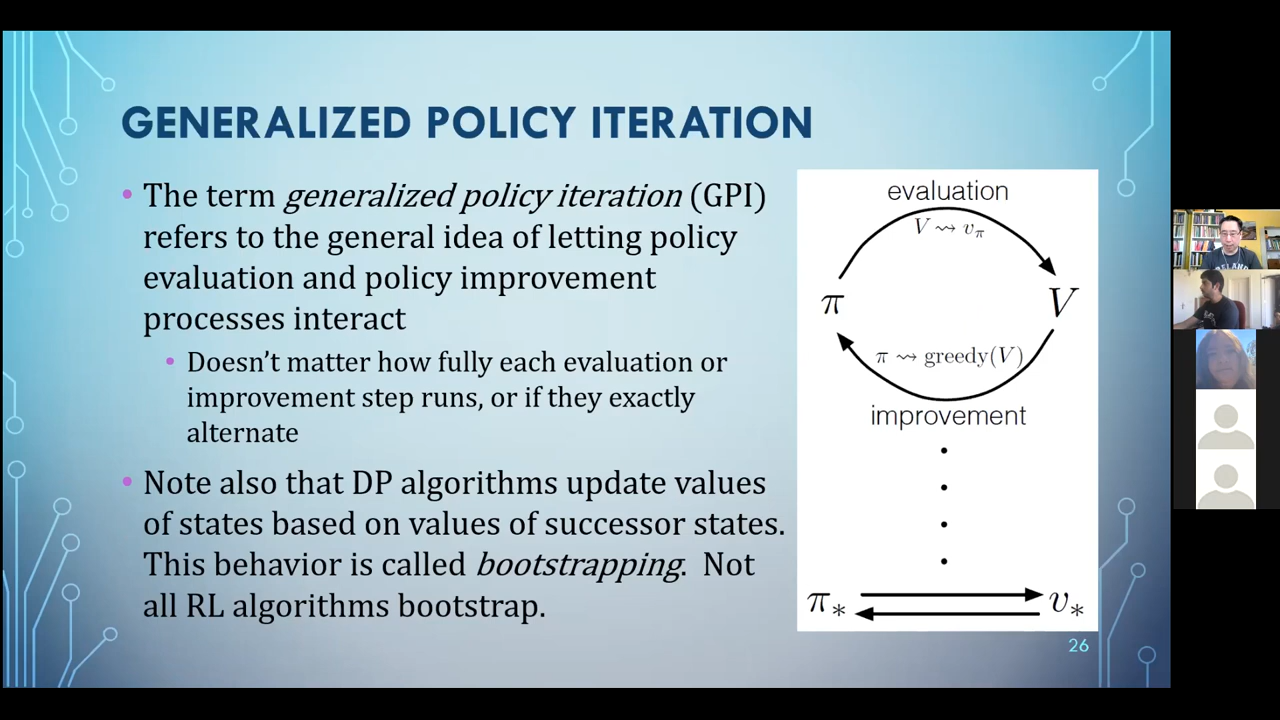 GENERALIZED POLICY ITERATION
• The term generalized policy iteration (GPI)
refers to the general idea of letting policy
evaluation and policy improvement
processes interact
• Doesn't matter how fully each evaluation or
improvement step runs, or if they exactly
alternate
• Note also that DP algorithms update values
of states based on values of successor states.
This behavior is called bootstrapping. Not
all RL algorithms bootstrap.
evaluation
V ⇝ vπ
π V
π ⇝ greedy(V)
improvement
π* v*
26